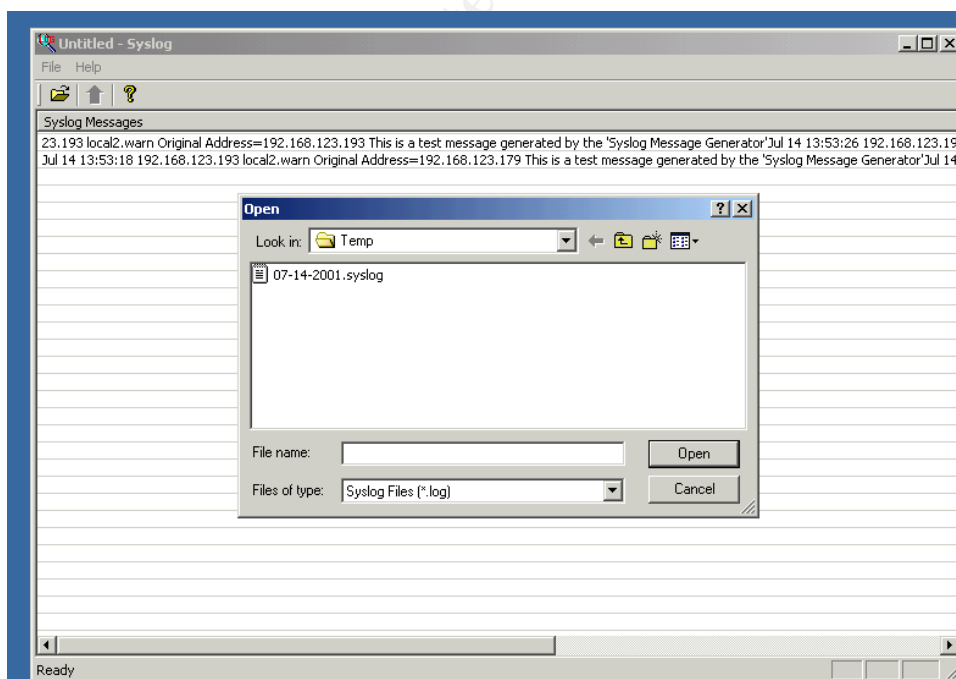 Untitled - Syslog
File Help
Syslog Messages
23.193 local2.warn Original Address=192.168.123.193 This is a test message generated by the 'Syslog Message Generator'Jul 14 13:53:26 192.168.123.19
Jul 14 13:53:18 192.168.123.193 local2.warn Original Address=192.168.123.179 This is a test message generated by the 'Syslog Message Generator'Jul 14
Open
Look in: Temp
07-14-2001.syslog
File name:
Open
Files of type: Syslog Files (*.log)
Cancel
Ready